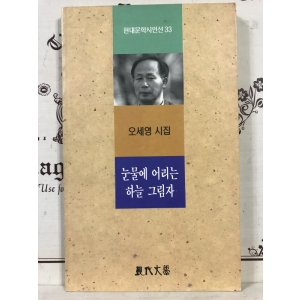 현대문학시인선 33
오세영 시집
눈물에 어리는
하늘 그림자
現代文學